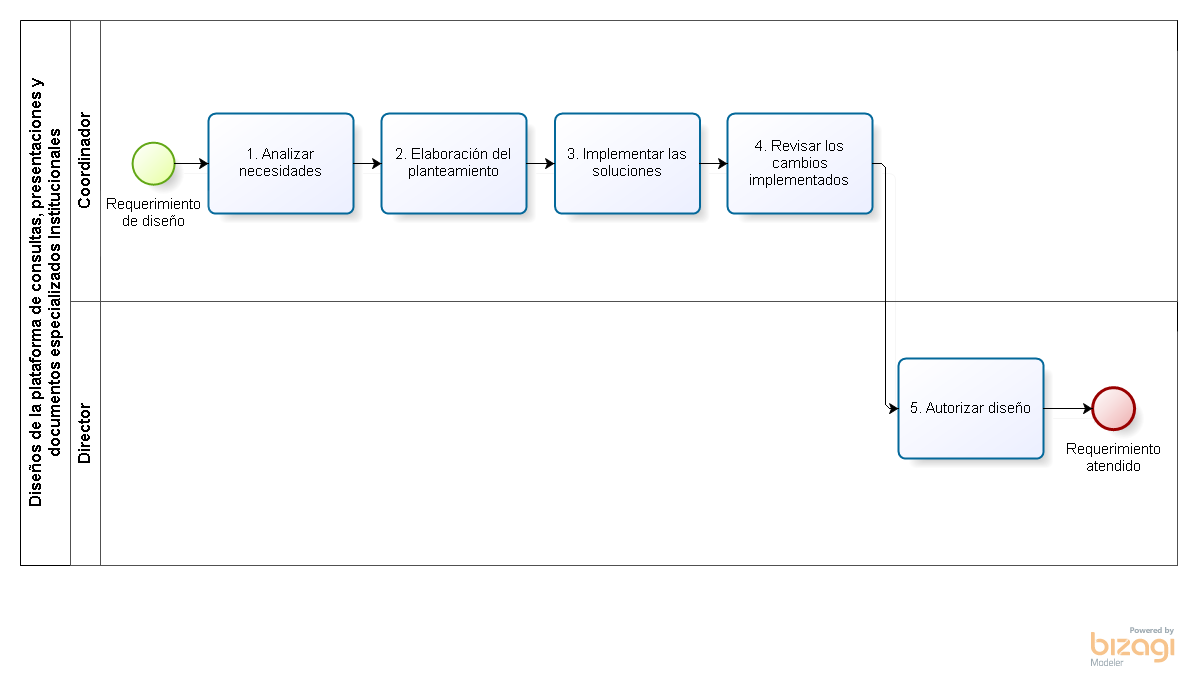 Diseños de la plataforma de consultas, presentaciones y
documentos especializados Institucionales
Coordinador
Requerimiento
de diseño
1. Analizar
necesidades
2. Elaboración del
planteamiento
3. Implementar las
soluciones
4. Revisar los
cambios
implementados
Director
5. Autorizar diseño
Requerimiento
atendido
Powered by
bizagi
Modeler